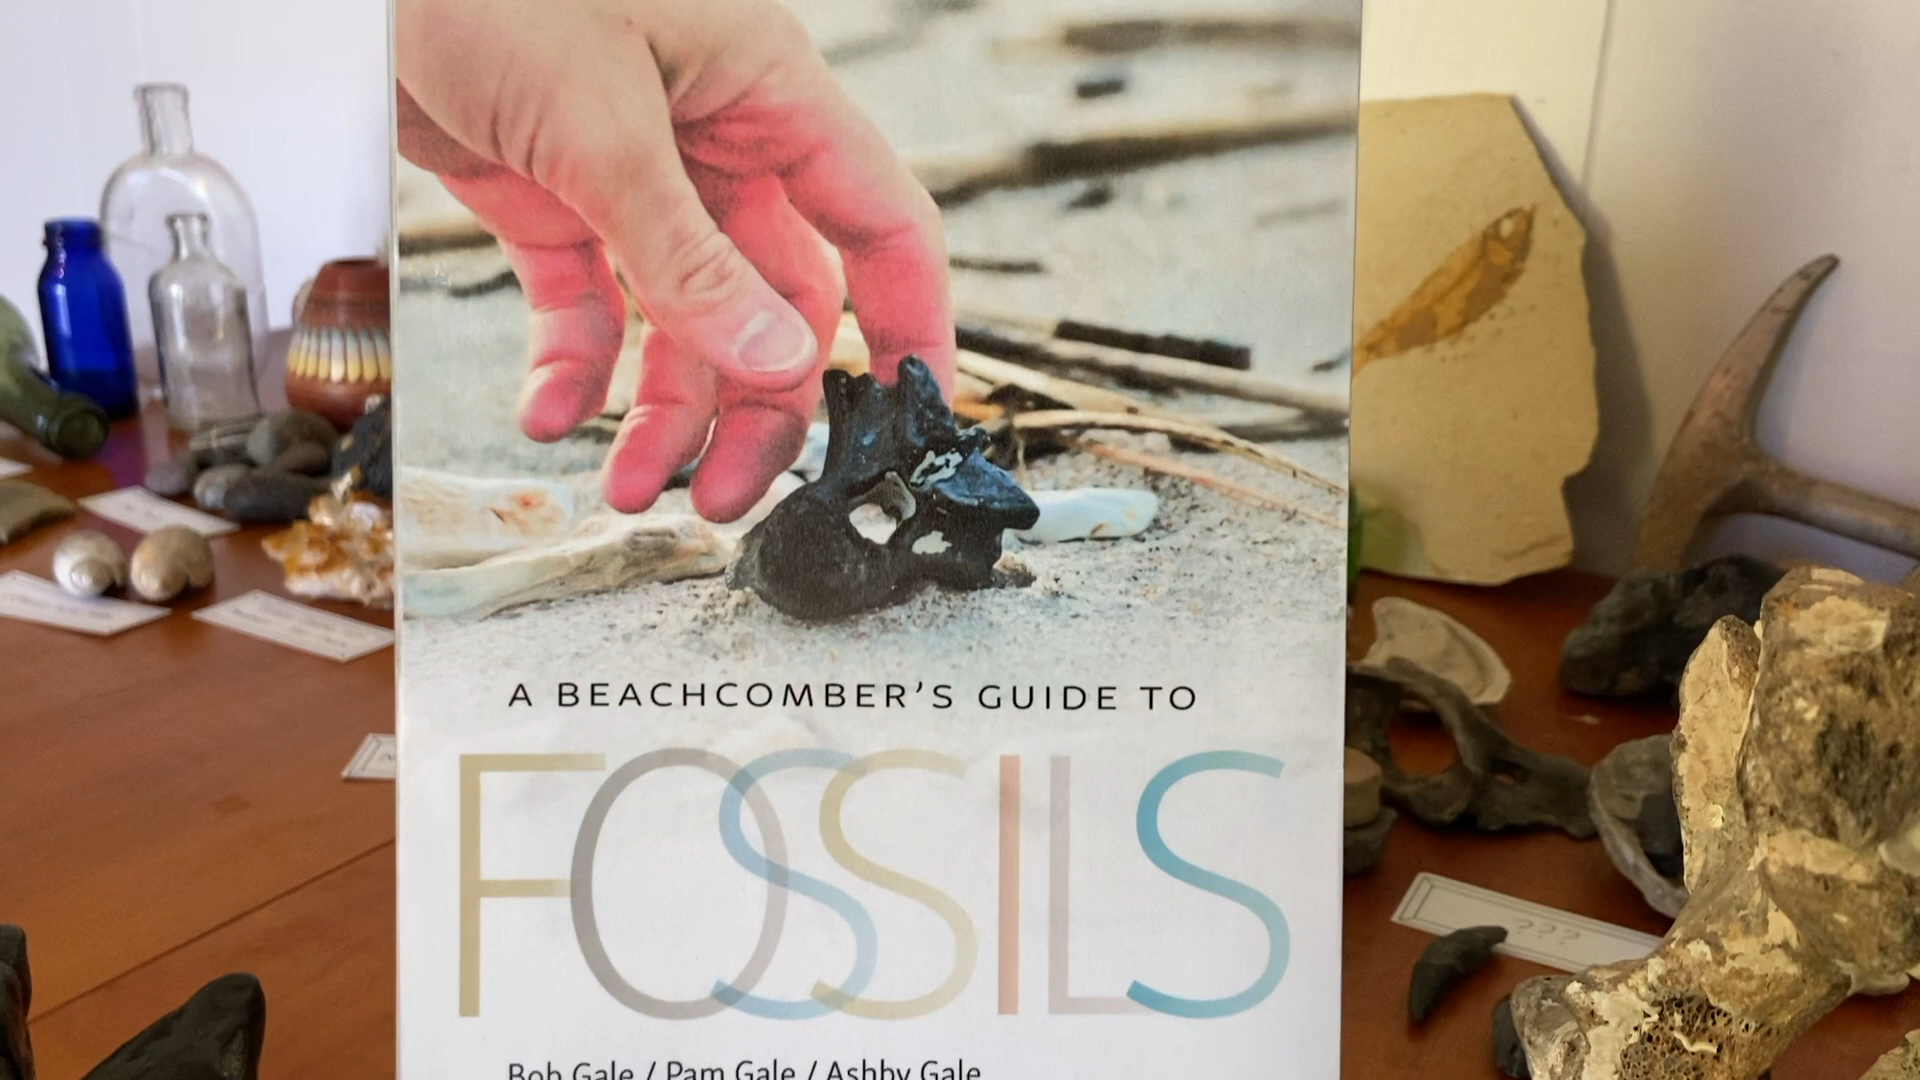 A BEACHCOMBER'S GUIDE TO
FOSSILS
Bob Gale / Pam Gale / Ashby Gale
???